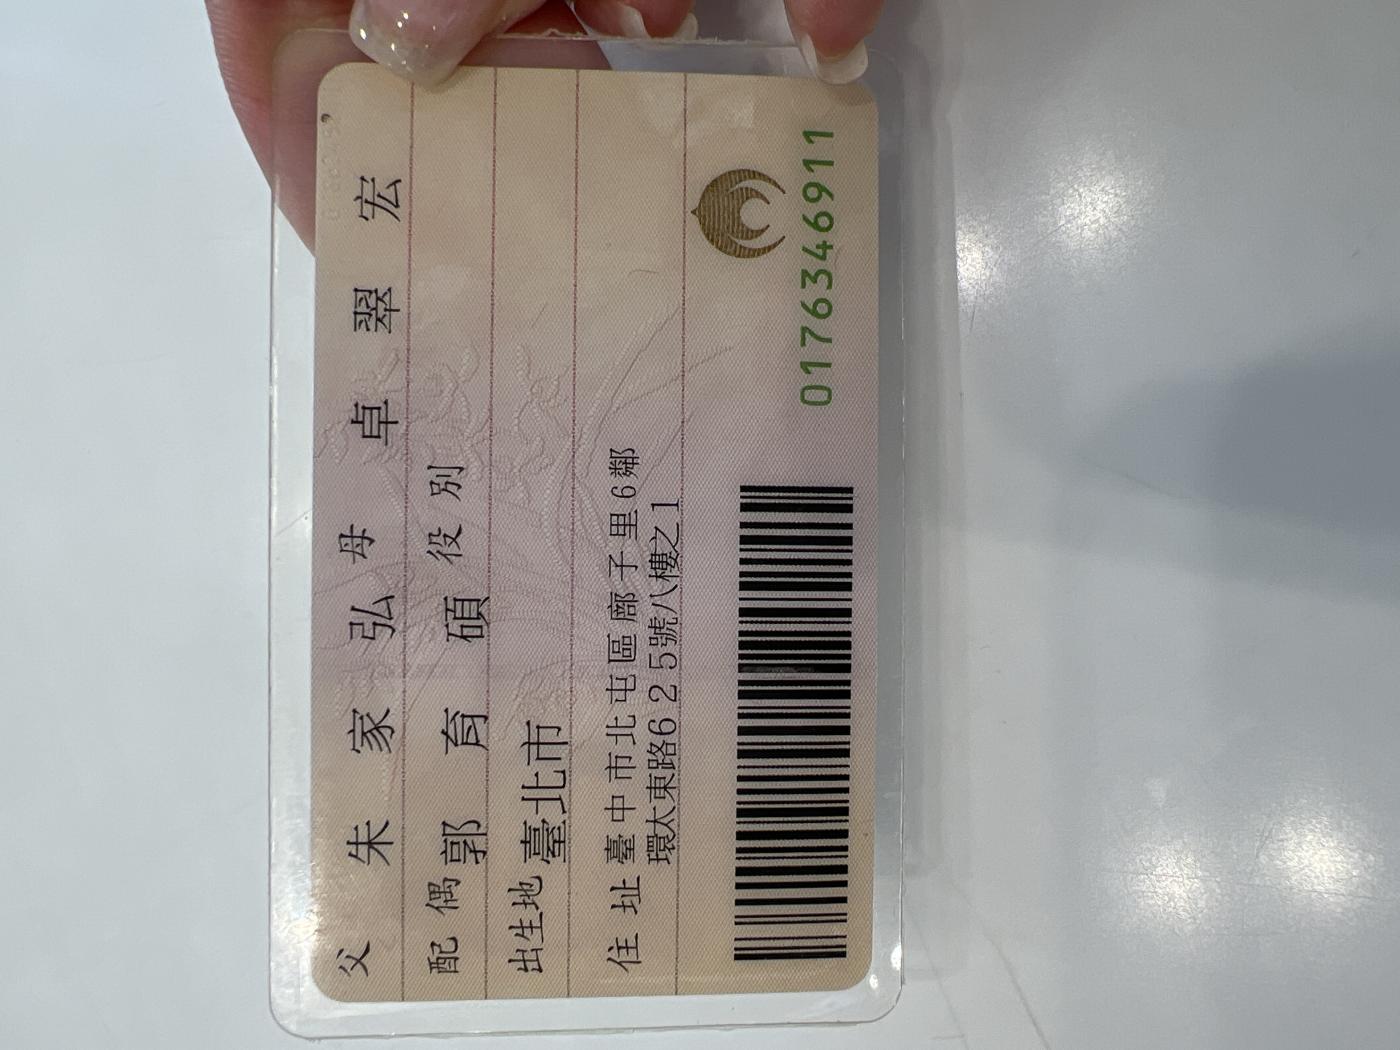 父 朱家弘 母 卓翠宏
配偶 郭育碩 役別
出生地 臺北市
住址 臺中市北屯區廍子里6鄰
環太東路625號八樓之1
0176346911